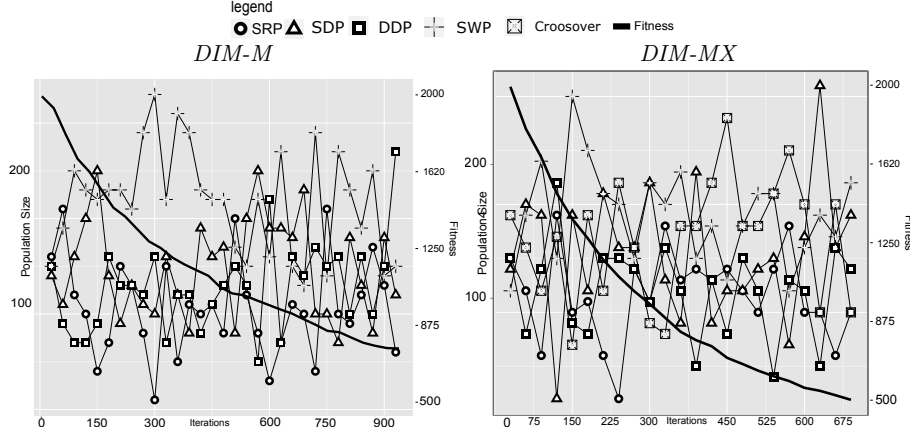 legend
SRP SDP DDP SWP Croosover Fitness
DIM-M DIM-MX
Population Size
200
100
0 150 300 450 600 750 900
Iterations
2000
1620
1250
875
500
Fitness
Population Size
200
100
0 75 150 225 300 375 450 525 600 675
Iterations
2000
1620
1250
875
500
Fitness